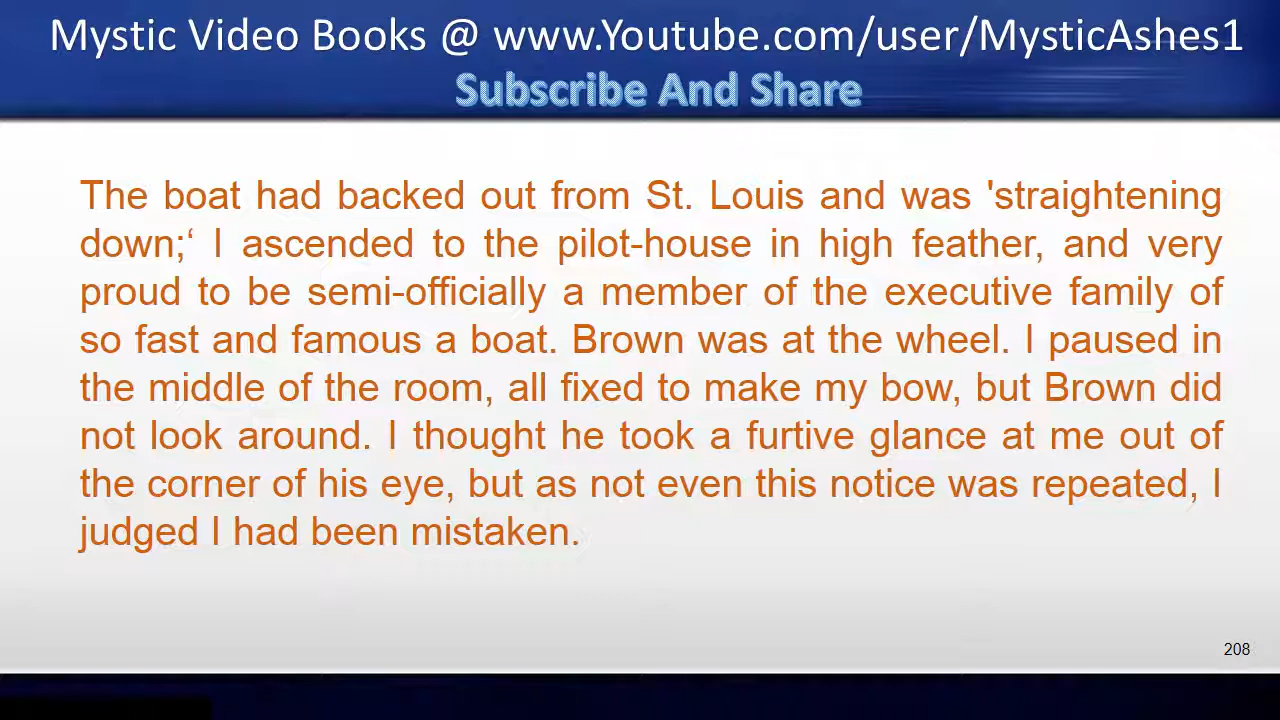 Mystic Video Books @ www.Youtube.com/user/MysticAshes1
Subscribe And Share
The boat had backed out from St. Louis and was 'straightening
down;‘ I ascended to the pilot-house in high feather, and very
proud to be semi-officially a member of the executive family of
so fast and famous a boat. Brown was at the wheel. I paused in
the middle of the room, all fixed to make my bow, but Brown did
not look around. I thought he took a furtive glance at me out of
the corner of his eye, but as not even this notice was repeated, I
judged I had been mistaken.
208